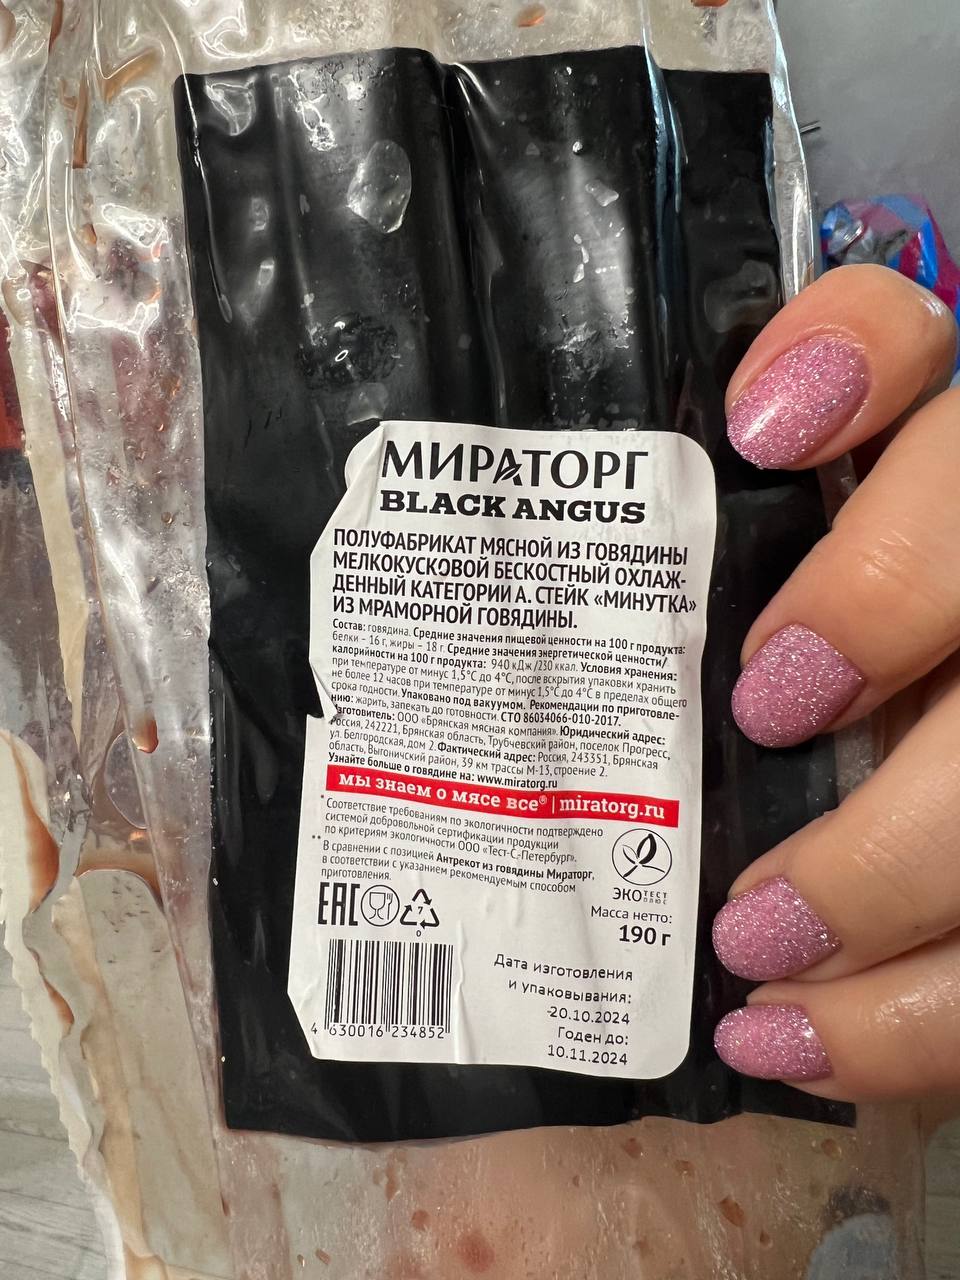 МИРАТОРГ
BLACK ANGUS
ПОЛУФАБРИКАТ МЯСНОЙ ИЗ ГОВЯДИНЫ
МЕЛКОКУСКОВОЙ БЕСКОСТНЫЙ ОХЛАЖ-
ДЕННЫЙ КАТЕГОРИИ А. СТЕЙК «МИНУТКА»
ИЗ МРАМОРНОЙ ГОВЯДИНЫ.
Состав: говядина. Средние значения пищевой ценности на 100 г продукта:
белки – 16 г, жиры – 18 г. Средние значения энергетической ценности/
калорийности на 100 г продукта: 940 кДж/230 ккал. Условия хранения:
при температуре от минус 1,5°С до 4°С, после вскрытия упаковки хранить
не более 12 часов при температуре от минус 1,5°С до 4°С в пределах общего
срока годности. Упаковано под вакуумом. Рекомендации по приготовле-
нию: жарить, запекать до готовности. СТО 86034066-010-2017.
Изготовитель: ООО «Брянская мясная компания». Юридический адрес:
Россия, 242221, Брянская область, Трубчевский район, поселок Прогресс,
ул. Белгородская, дом 2. Фактический адрес: Россия, 243351, Брянская
область, Выгоничский район, 39 км трассы М-13, строение 2.
Узнайте больше о говядине на: www.miratorg.ru
мы знаем о мясе все® | miratorg.ru
*Соответствие требованиям по экологичности подтверждено
системой добровольной сертификации продукции
по критериям экологичности ООО «Тест-С.-Петербург».
** В сравнении с позицией Антрекот из говядины Мираторг,
в соответствии с указанием рекомендуемым способом
приготовления.
ЭКО ТЕСТ ПЛЮС
EAC
7
0
Масса нетто:
190 г
Дата изготовления
и упаковывания:
20.10.2024
Годен до:
10.11.2024
4 630016 234852